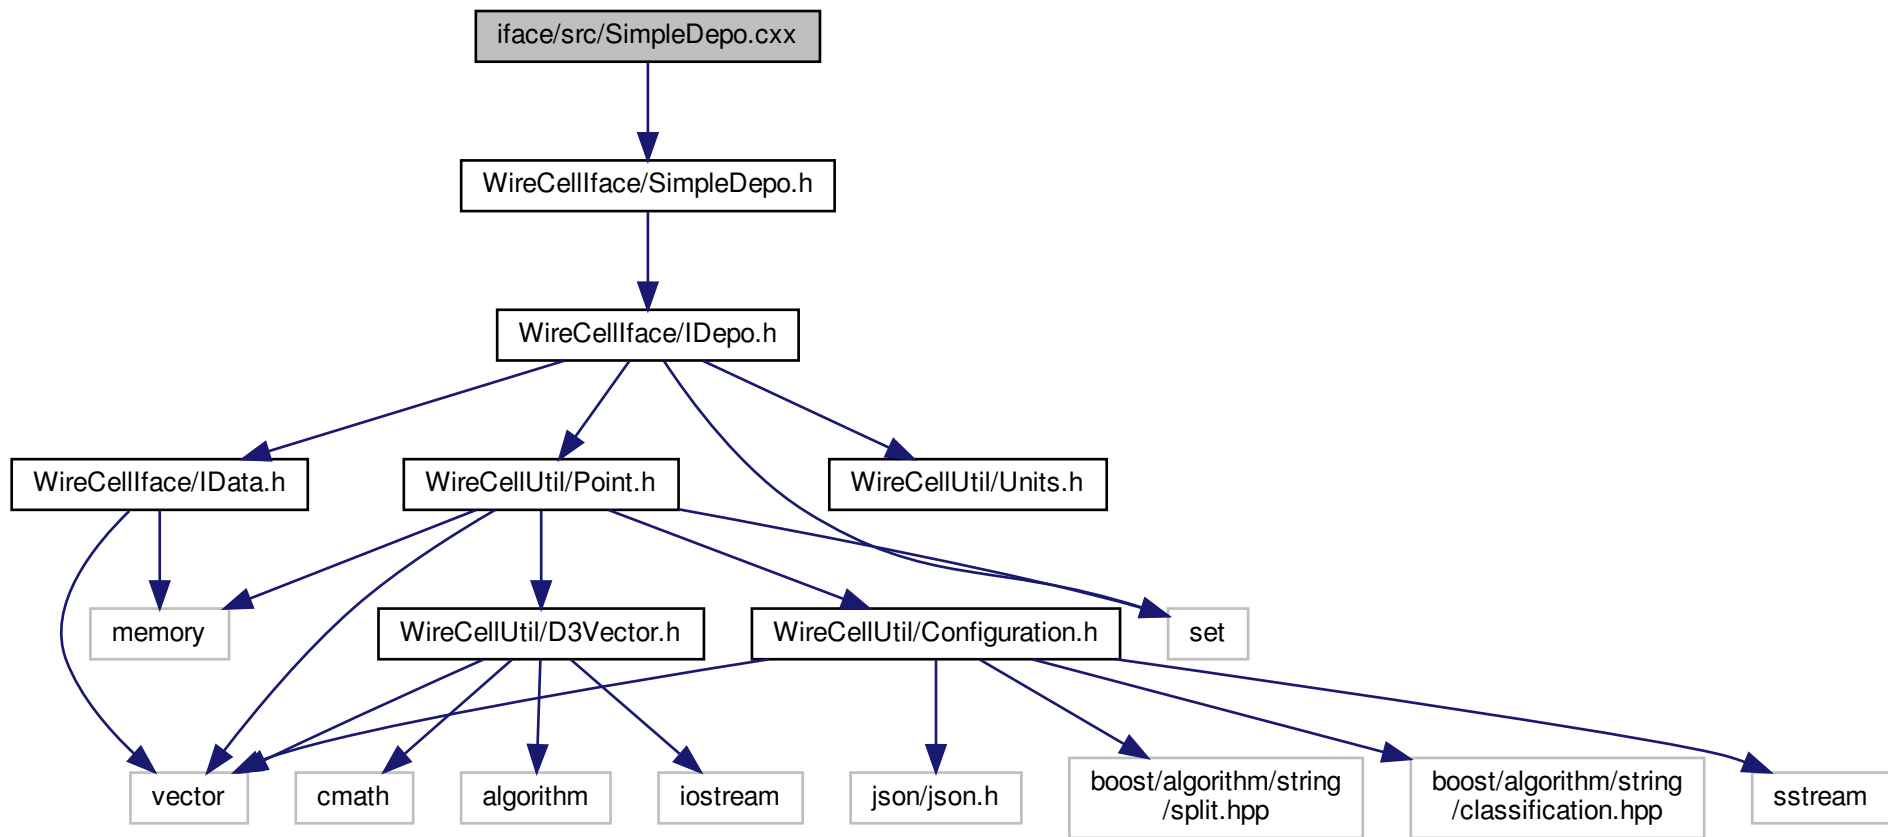 iface/src/SimpleDepo.cxx
WireCellIface/SimpleDepo.h
WireCellIface/IDepo.h
WireCellIface/IData.h
WireCellUtil/Point.h
WireCellUtil/Units.h
memory
WireCellUtil/D3Vector.h
WireCellUtil/Configuration.h
set
vector
cmath
algorithm
iostream
json/json.h
boost/algorithm/string
/split.hpp
boost/algorithm/string
/classification.hpp
sstream